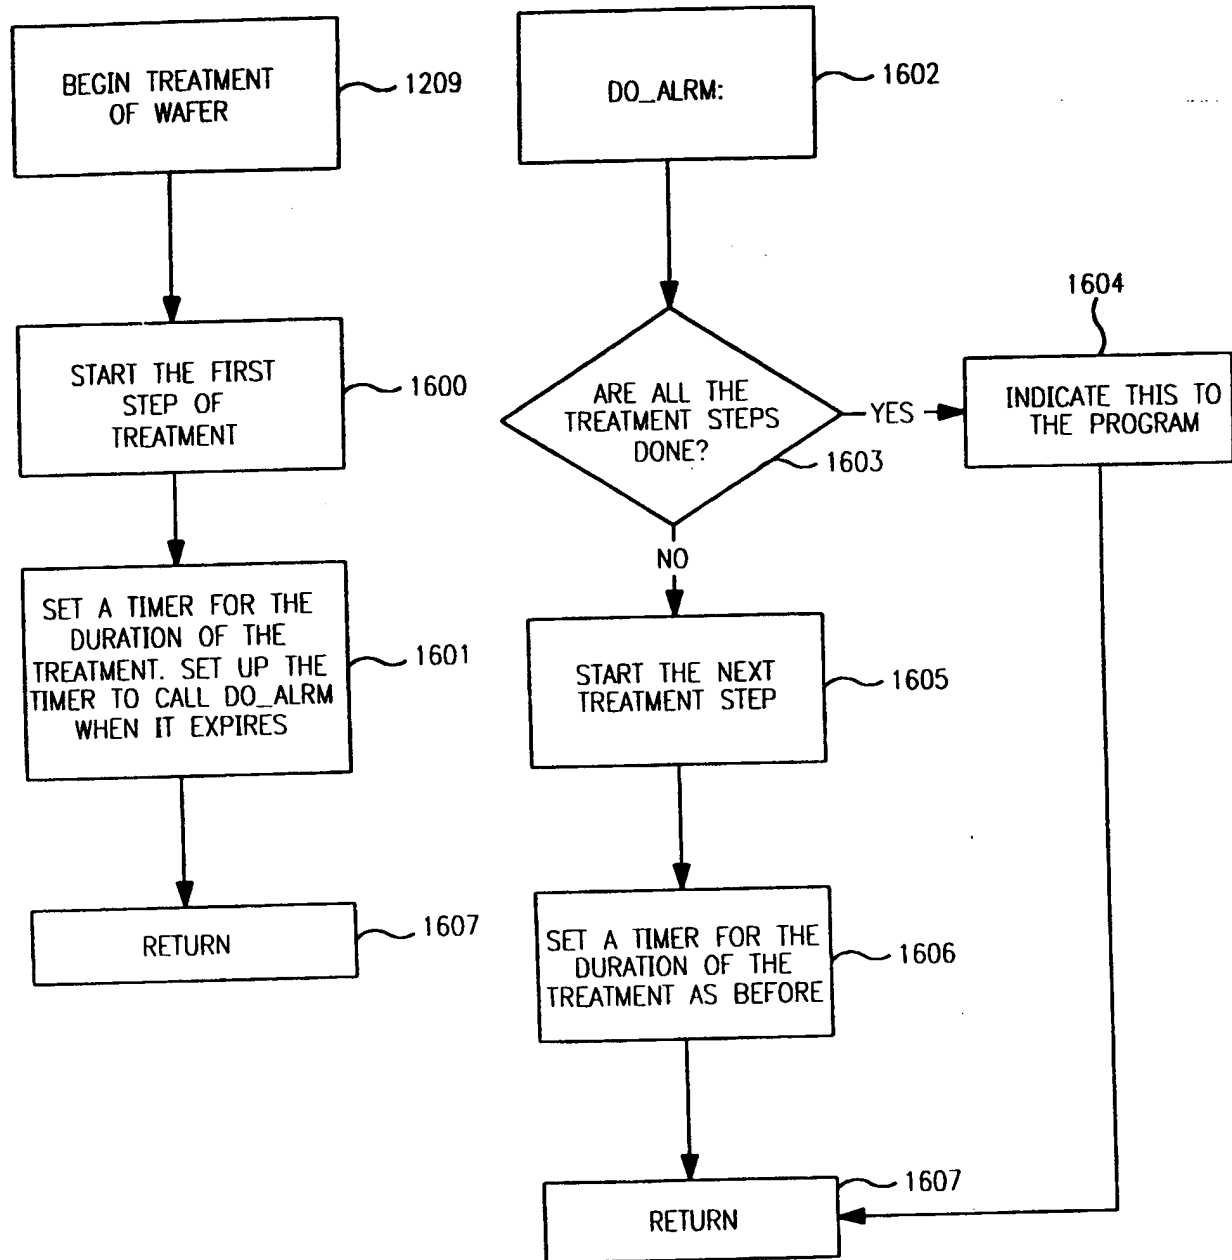 BEGIN TREATMENT
OF WAFER
1209
START THE FIRST
STEP OF
TREATMENT
1600
SET A TIMER FOR THE
DURATION OF THE
TREATMENT. SET UP THE
TIMER TO CALL DO_ALRM
WHEN IT EXPIRES
1601
RETURN
1607
DO_ALRM:
1602
ARE ALL THE
TREATMENT STEPS
DONE?
1603
YES
1604
INDICATE THIS TO
THE PROGRAM
NO
START THE NEXT
TREATMENT STEP
1605
SET A TIMER FOR THE
DURATION OF THE
TREATMENT AS BEFORE
1606
RETURN
1607